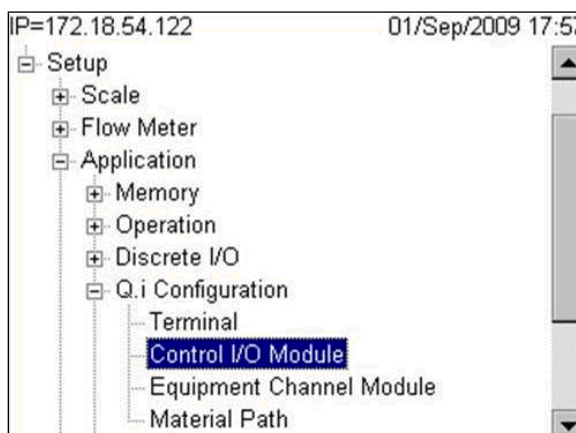 IP=172.18.54.122 01/Sep/2009 17:57
Setup
Scale
Flow Meter
Application
Memory
Operation
Discrete I/O
Q.i Configuration
Terminal
Control I/O Module
Equipment Channel Module
Material Path